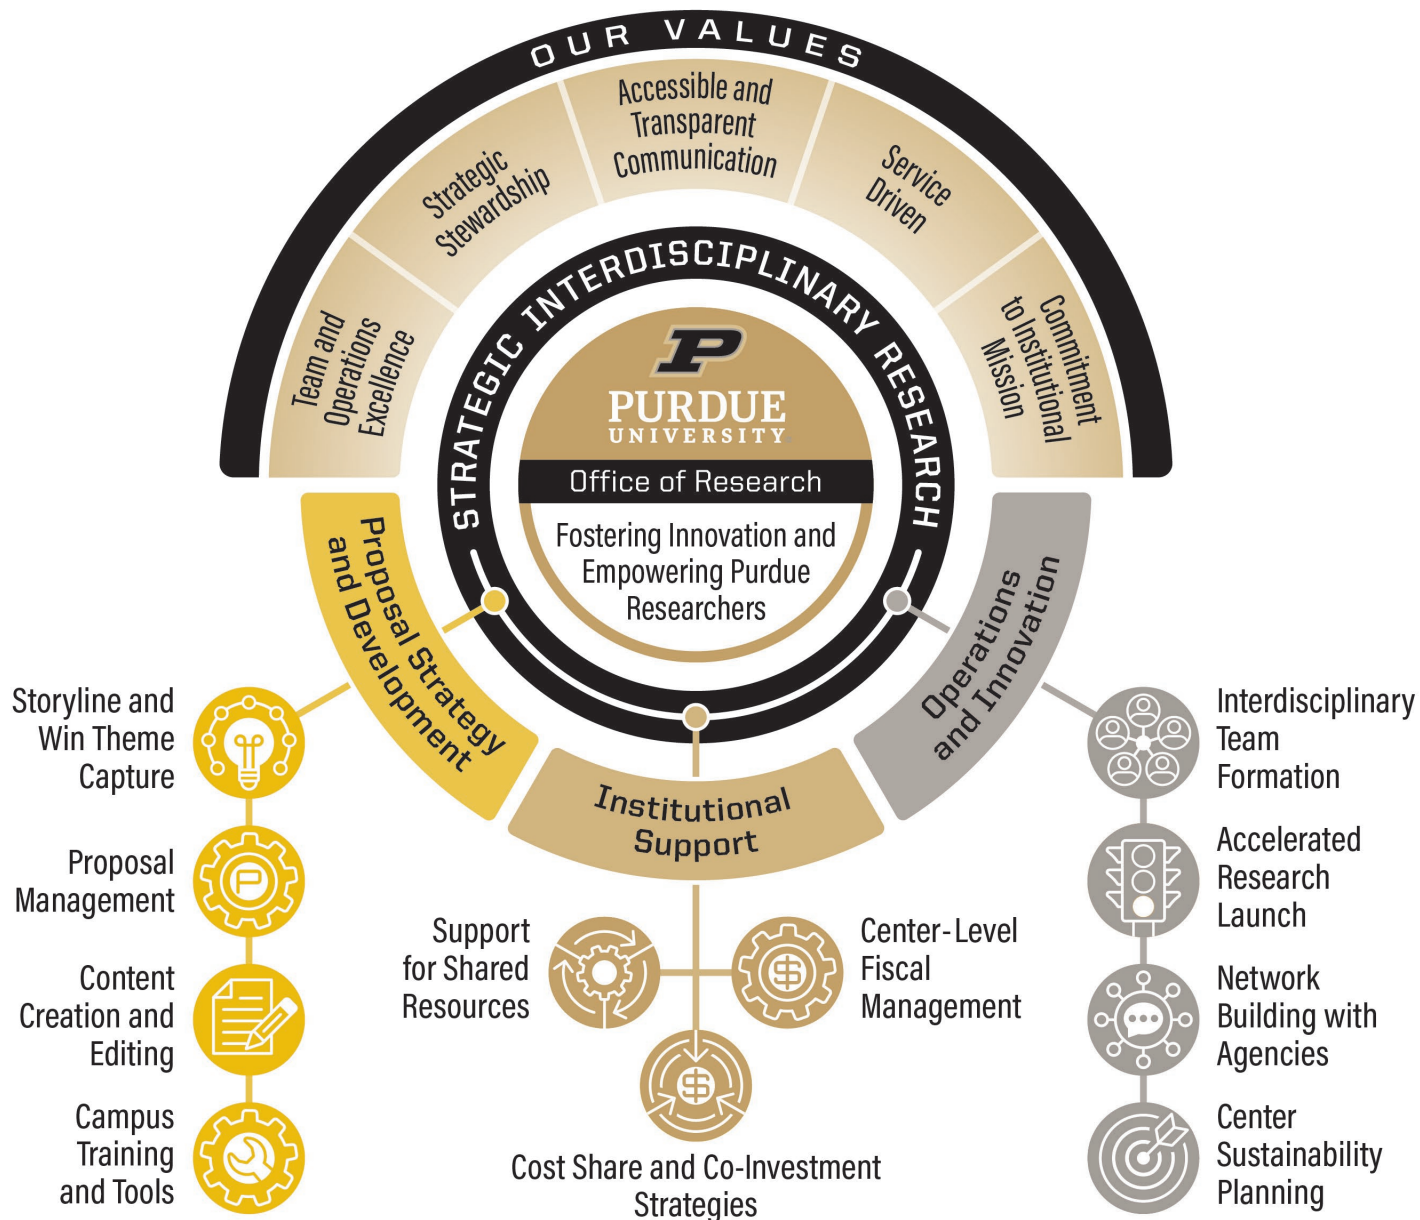 OUR VALUES
Team and
Operations
Excellence
Strategic
Stewardship
Accessible and
Transparent
Communication
Service
Driven
Commitment
to Institutional
Mission
STRATEGIC INTERDISCIPLINARY RESEARCH
P
PURDUE
UNIVERSITY
Office of Research
Fostering Innovation and
Empowering Purdue
Researchers
Proposal Strategy
and Development
Institutional
Support
Operations
and Innovation
Storyline and
Win Theme
Capture
P
Proposal
Management
Content
Creation and
Editing
Campus
Training
and Tools
Support
for Shared
Resources
$
Center-Level
Fiscal
Management
$
Cost Share and Co-Investment
Strategies
Interdisciplinary
Team
Formation
Accelerated
Research
Launch
Network
Building with
Agencies
Center
Sustainability
Planning